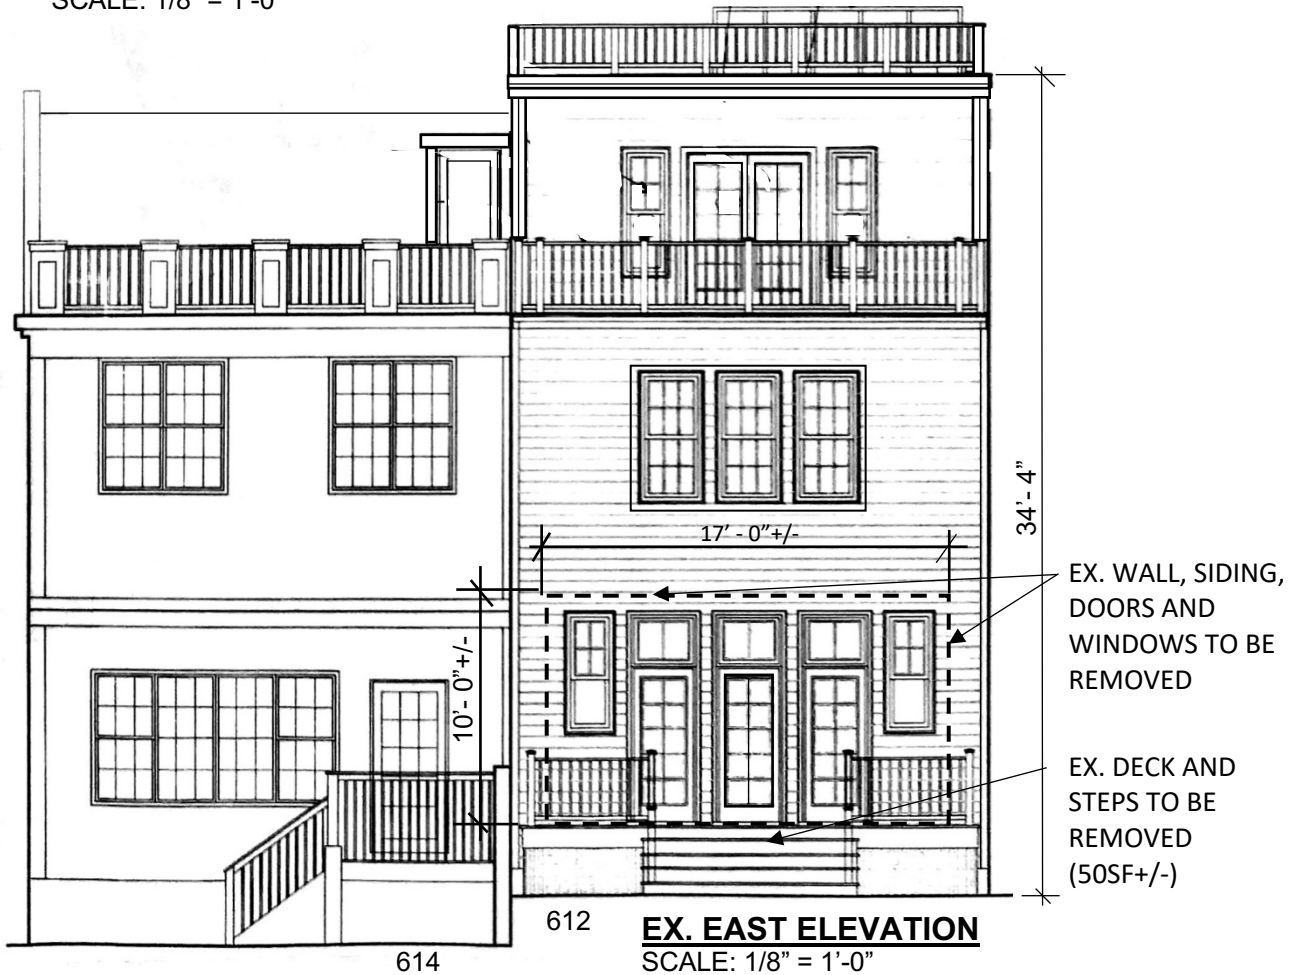 SCALE: 1/8" = 1'-0"
34'- 4"
17' - 0"+/-
10'- 0"+/-
EX. WALL, SIDING,
DOORS AND
WINDOWS TO BE
REMOVED
EX. DECK AND
STEPS TO BE
REMOVED
(50SF+/-)
612
614
EX. EAST ELEVATION
SCALE: 1/8” = 1’-0”